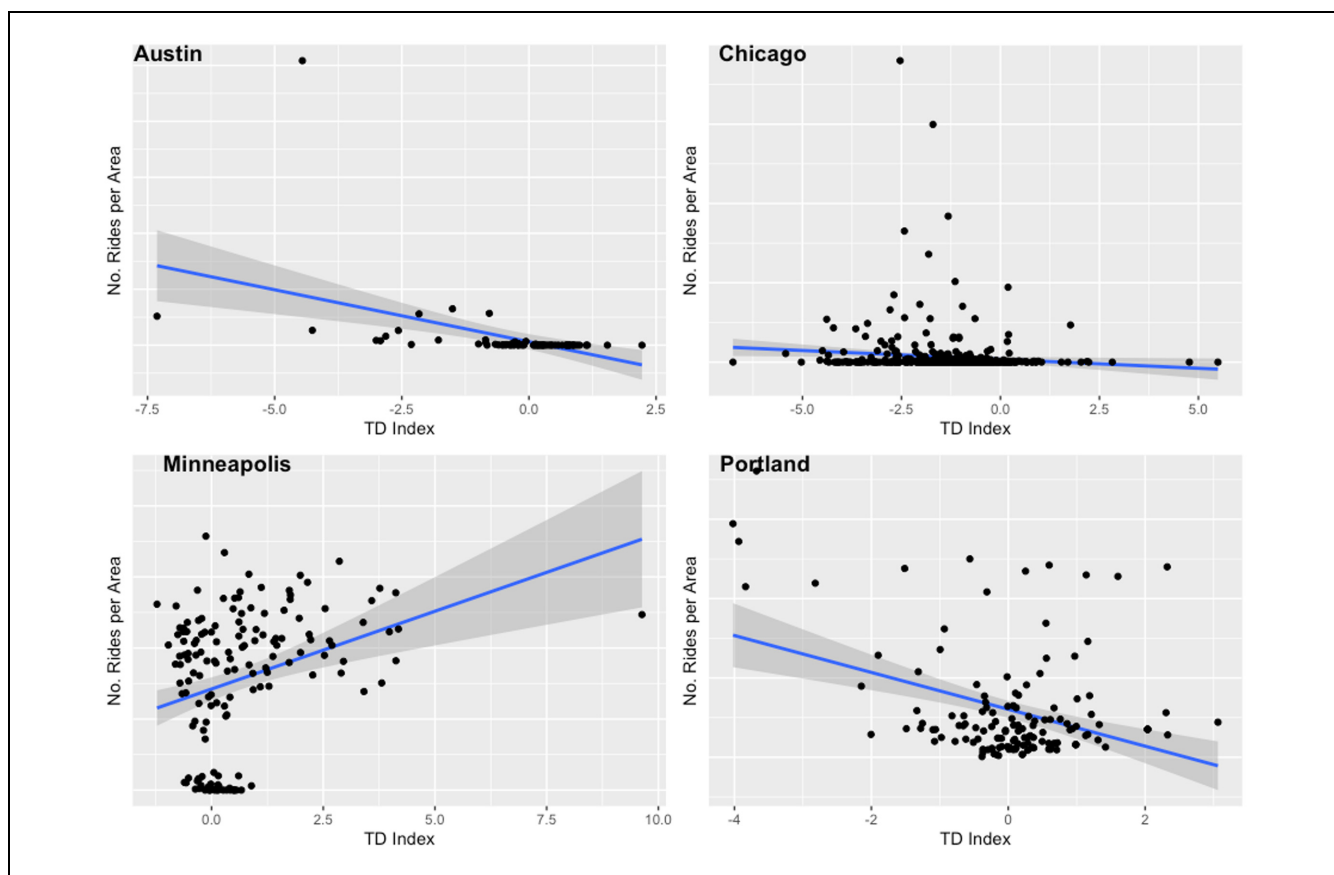 Austin
No. Rides per Area
-7.5 -5.0 -2.5 0.0 2.5
TD Index
Chicago
No. Rides per Area
-5.0 -2.5 0.0 2.5 5.0
TD Index
Minneapolis
No. Rides per Area
0.0 2.5 5.0 7.5 10.0
TD Index
Portland
No. Rides per Area
-4 -2 0 2
TD Index